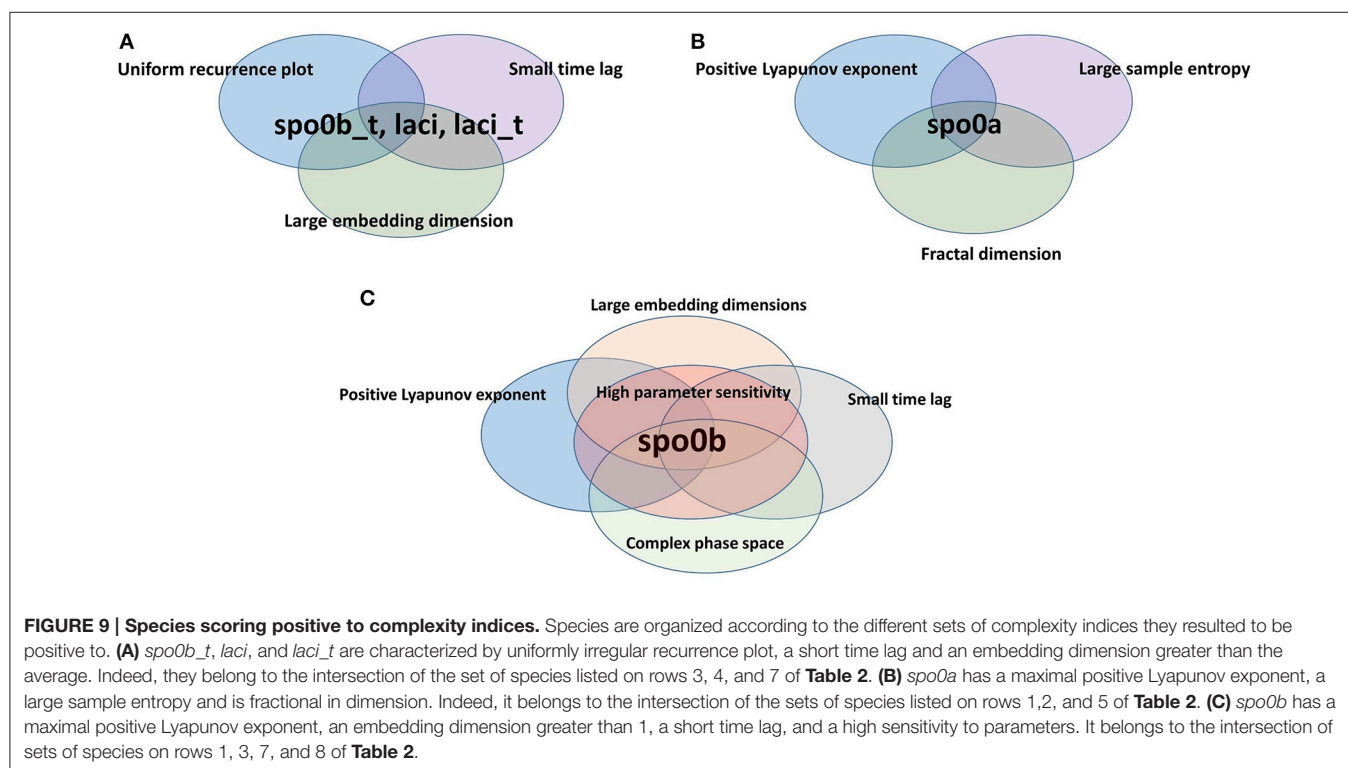 A
Uniform recurrence plot
Small time lag
spo0b_t, laci, laci_t
Large embedding dimension
B
Positive Lyapunov exponent
Large sample entropy
spo0a
Fractal dimension
C
Large embedding dimensions
Positive Lyapunov exponent
High parameter sensitivity
Small time lag
spo0b
Complex phase space
FIGURE 9 | Species scoring positive to complexity indices. Species are organized according to the different sets of complexity indices they resulted to be
positive to. (A) spo0b_t, laci, and laci_t are characterized by uniformly irregular recurrence plot, a short time lag and an embedding dimension greater than the
average. Indeed, they belong to the intersection of the set of species listed on rows 3, 4, and 7 of Table 2. (B) spo0a has a maximal positive Lyapunov exponent, a
large sample entropy and is fractional in dimension. Indeed, it belongs to the intersection of the sets of species listed on rows 1,2, and 5 of Table 2. (C) spo0b has a
maximal positive Lyapunov exponent, an embedding dimension greater than 1, a short time lag, and a high sensitivity to parameters. It belongs to the intersection of
sets of species on rows 1, 3, 7, and 8 of Table 2.